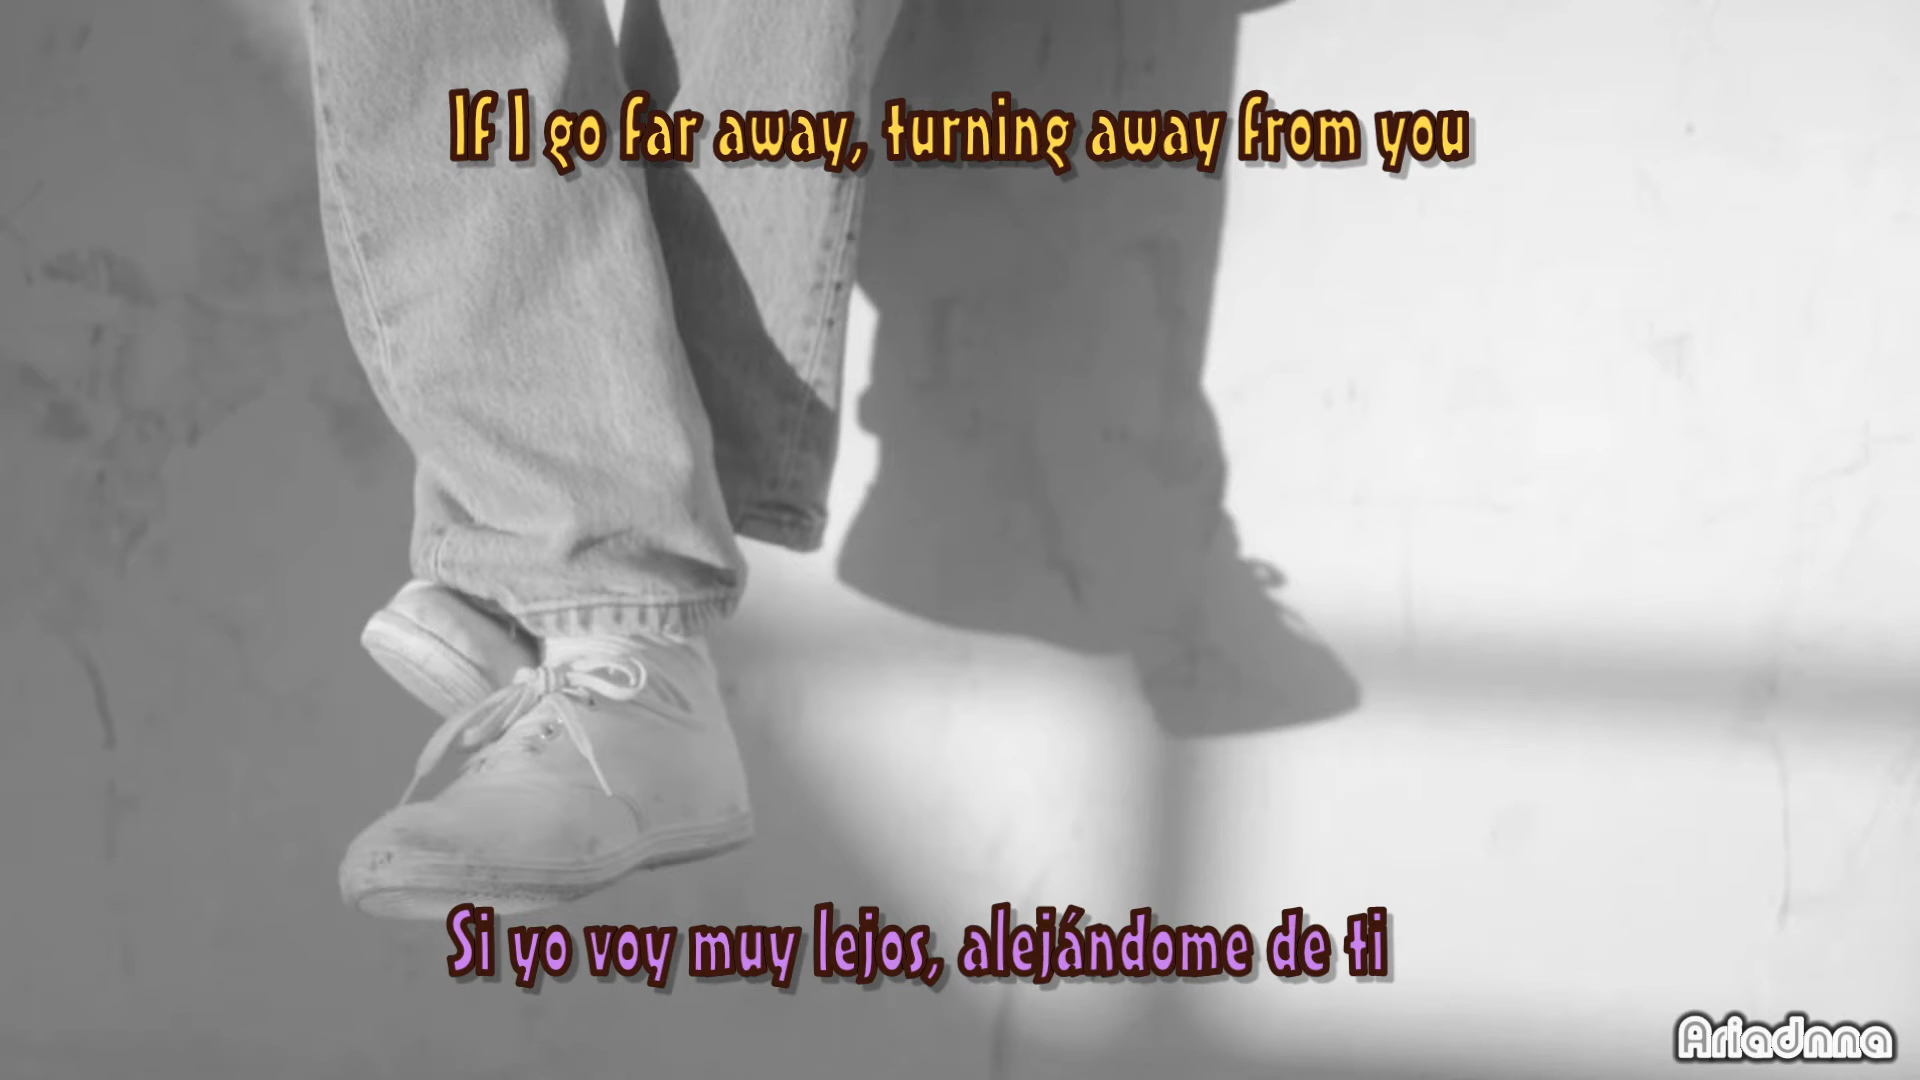 If I go far away, turning away from you
Si yo voy muy lejos, alejándome de ti
Ariadnna